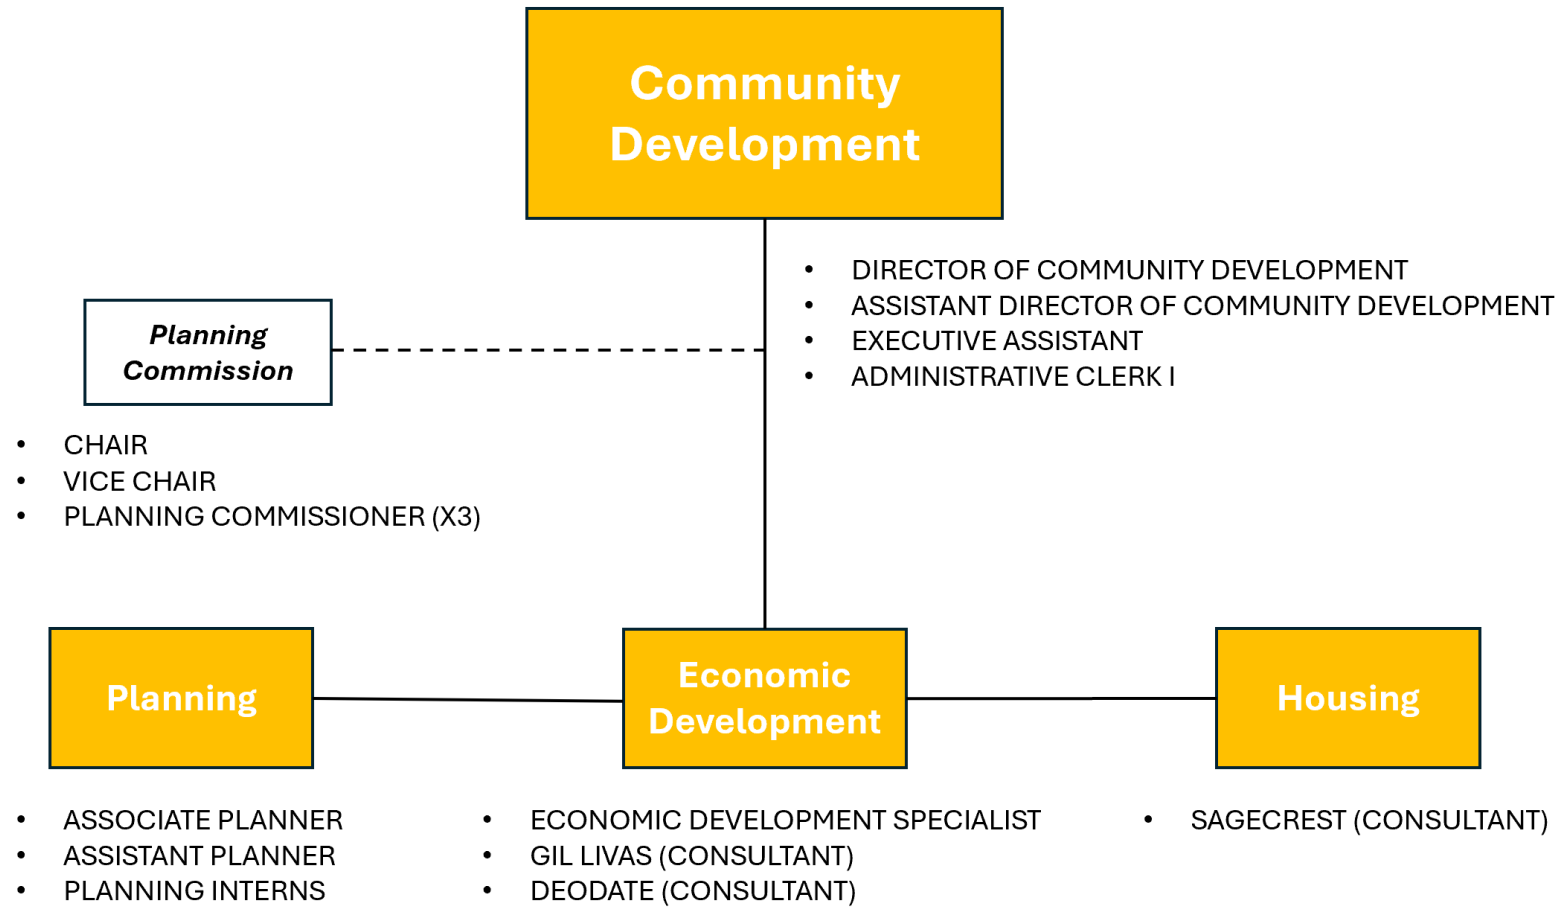 Community
Development
• DIRECTOR OF COMMUNITY DEVELOPMENT
• ASSISTANT DIRECTOR OF COMMUNITY DEVELOPMENT
• EXECUTIVE ASSISTANT
• ADMINISTRATIVE CLERK I
Planning
Commission
• CHAIR
• VICE CHAIR
• PLANNING COMMISSIONER (X3)
Planning
• ASSOCIATE PLANNER
• ASSISTANT PLANNER
• PLANNING INTERNS
Economic
Development
• ECONOMIC DEVELOPMENT SPECIALIST
• GIL LIVAS (CONSULTANT)
• DEODATE (CONSULTANT)
Housing
• SAGECREST (CONSULTANT)